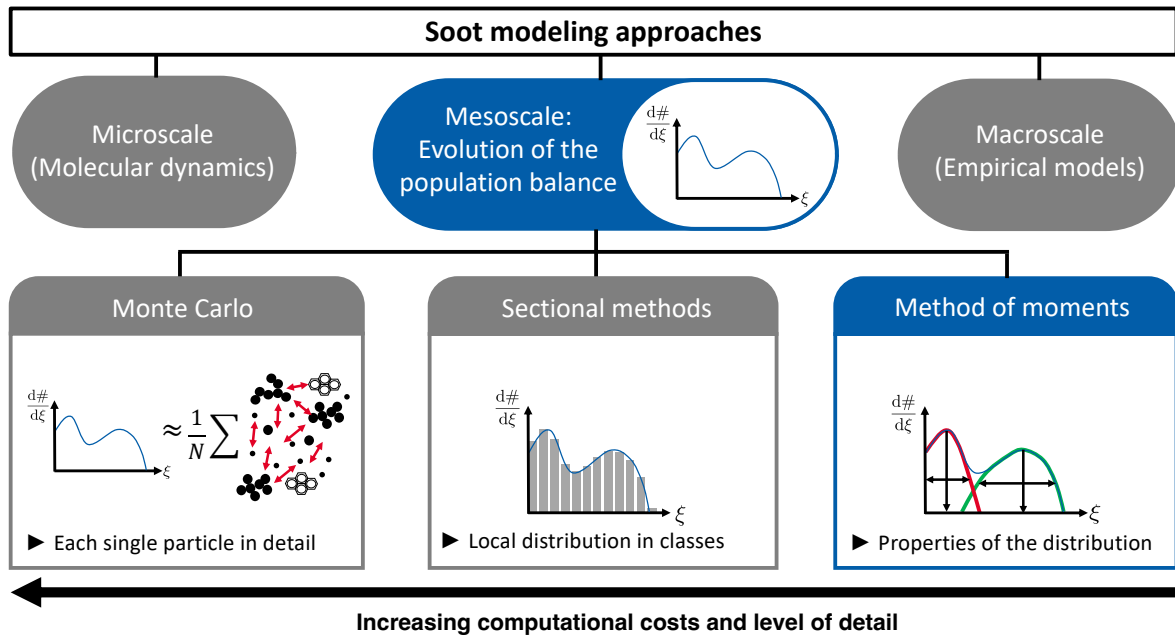 Soot modeling approaches
Microscale
(Molecular dynamics)
Mesoscale:
Evolution of the
population balance
d#
dξ
ξ
Macroscale
(Empirical models)
Monte Carlo
d#
dξ
ξ
≈ 1/N ∑
► Each single particle in detail
Sectional methods
d#
dξ
ξ
► Local distribution in classes
Method of moments
d#
dξ
ξ
► Properties of the distribution
Increasing computational costs and level of detail